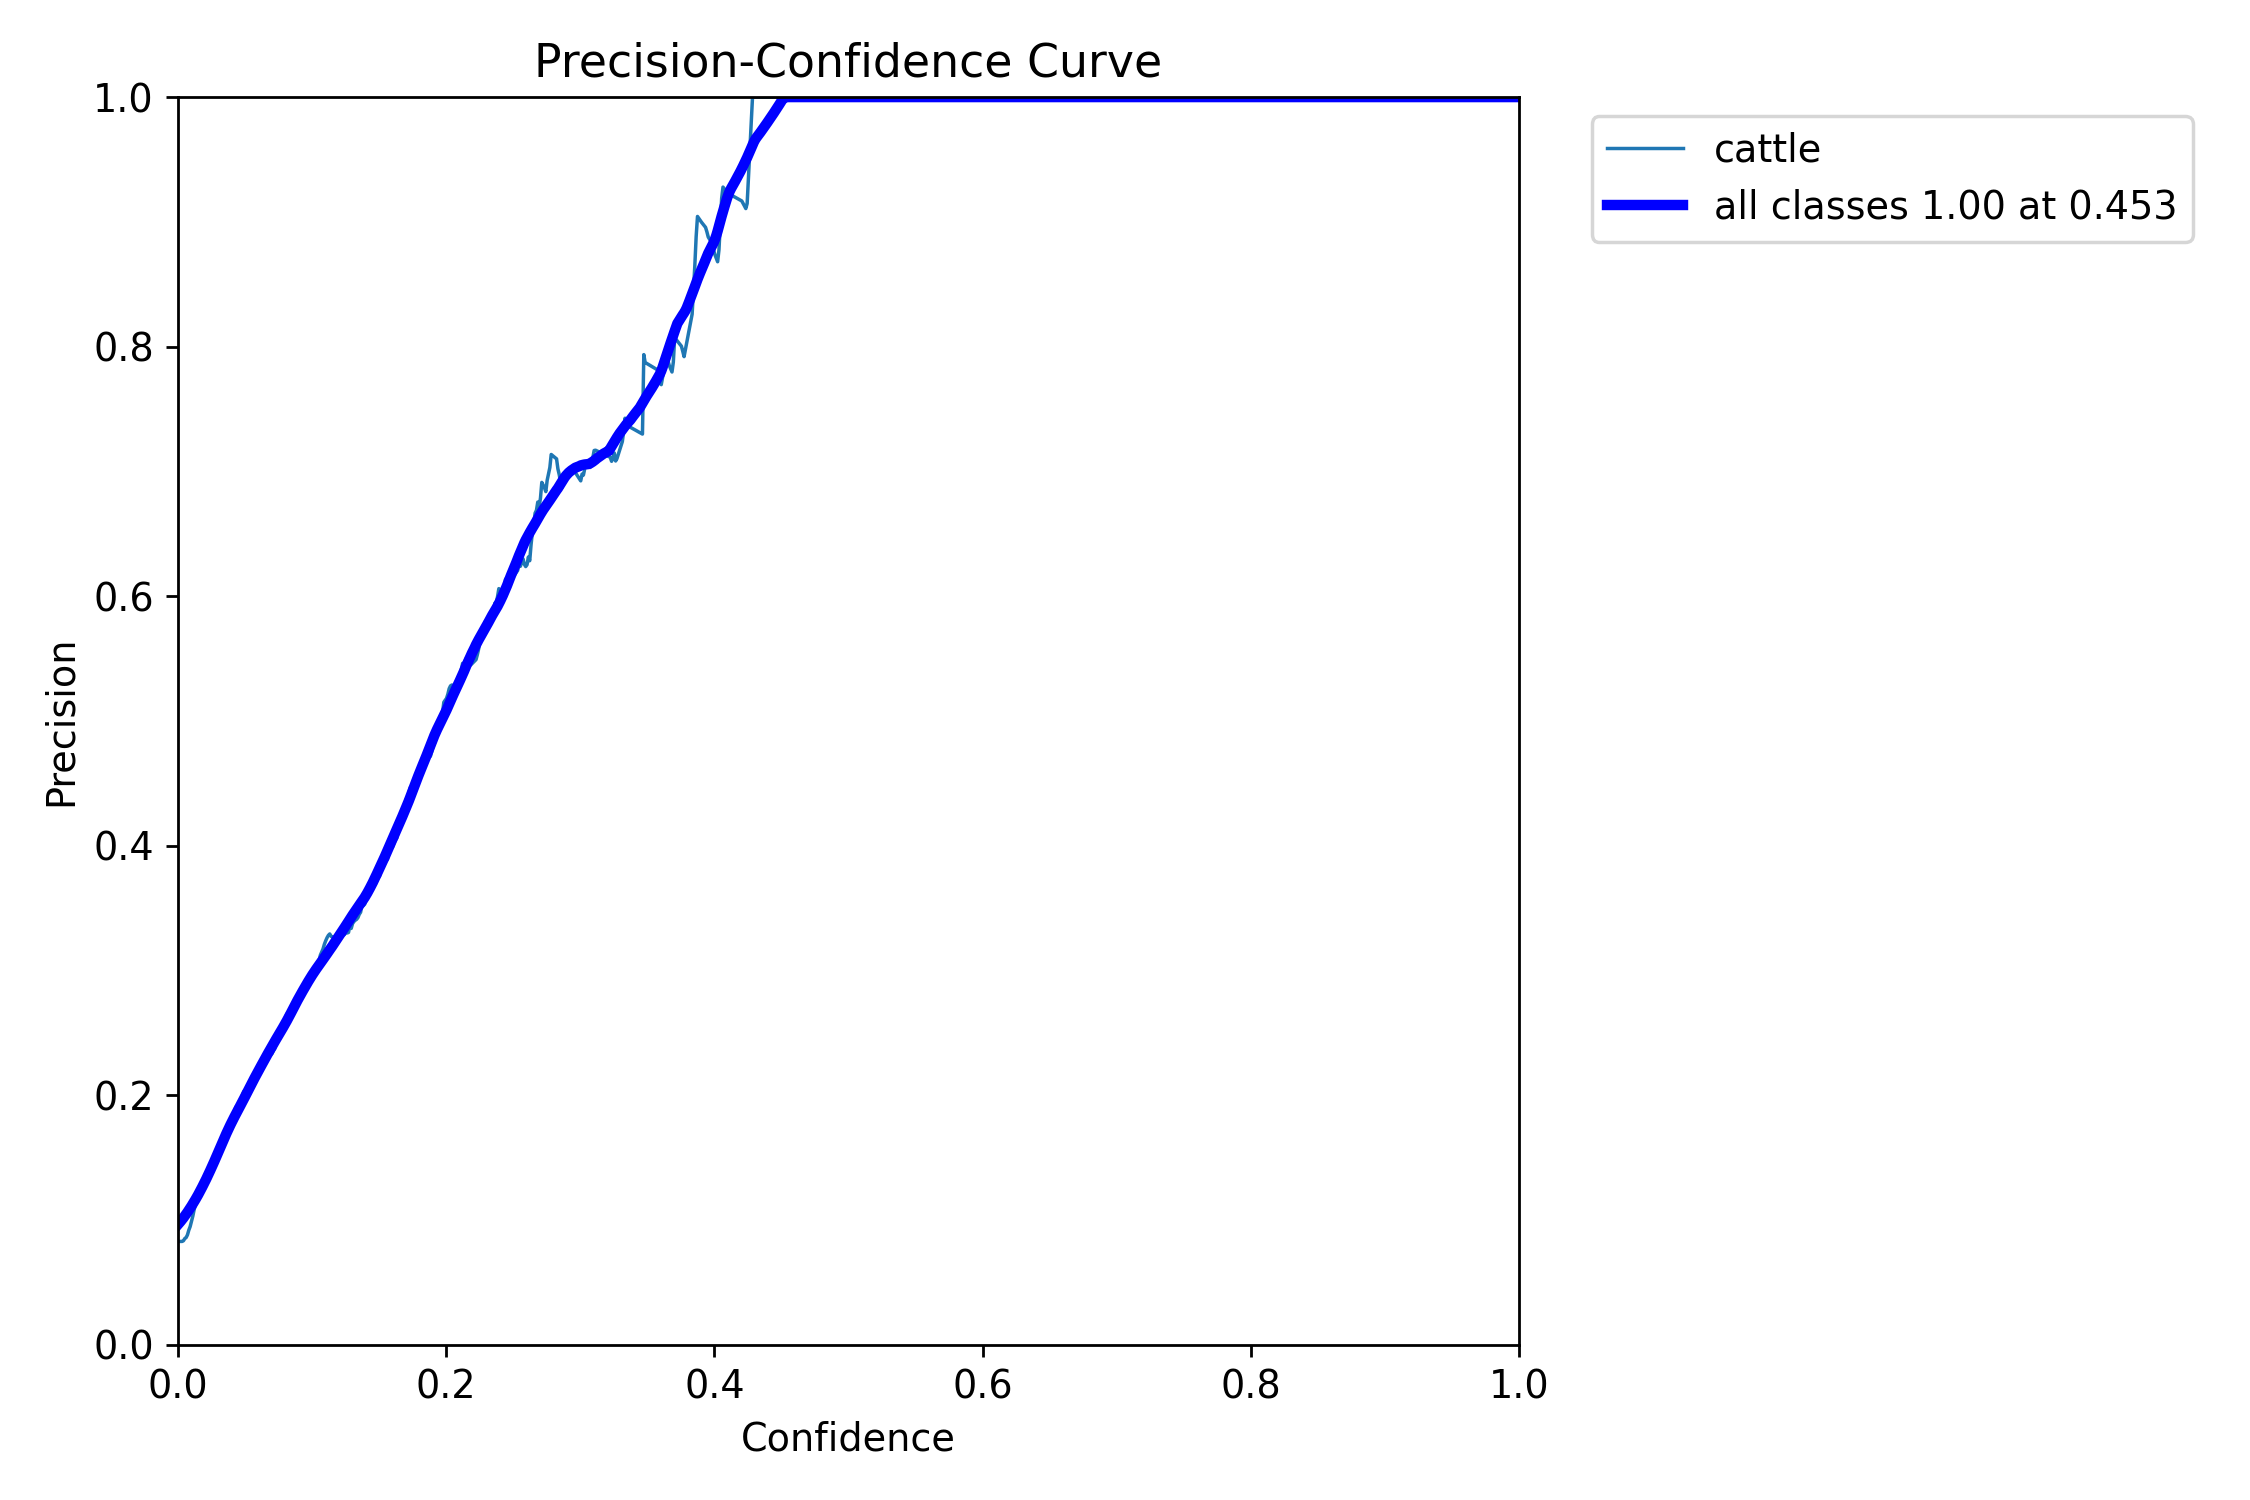 Precision-Confidence Curve
1.0
0.8
0.6
0.4
0.2
0.0
Precision
0.0 0.2 0.4 0.6 0.8 1.0
Confidence
cattle
all classes 1.00 at 0.453